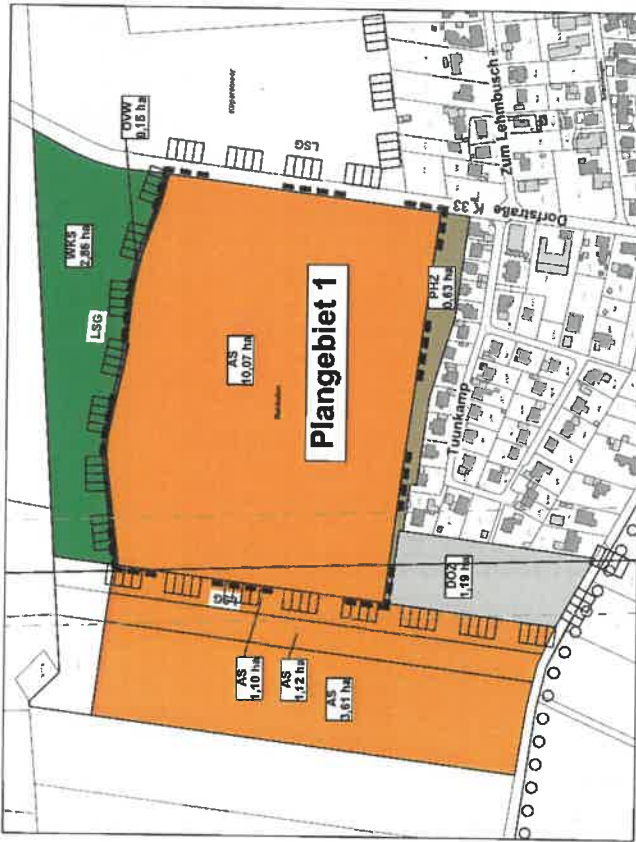 OVW
0,15 ha
WKS
2,86 ha
LSG
LSG
AS
10,07 ha
Plangebiet 1
K 33
Dorfstraße
Zum Lehmbusch
PHZ
0,63 ha
Tuunkamp
DOZ
1,19 ha
AS
1,10 ha
AS
1,12 ha
AS
3,61 ha